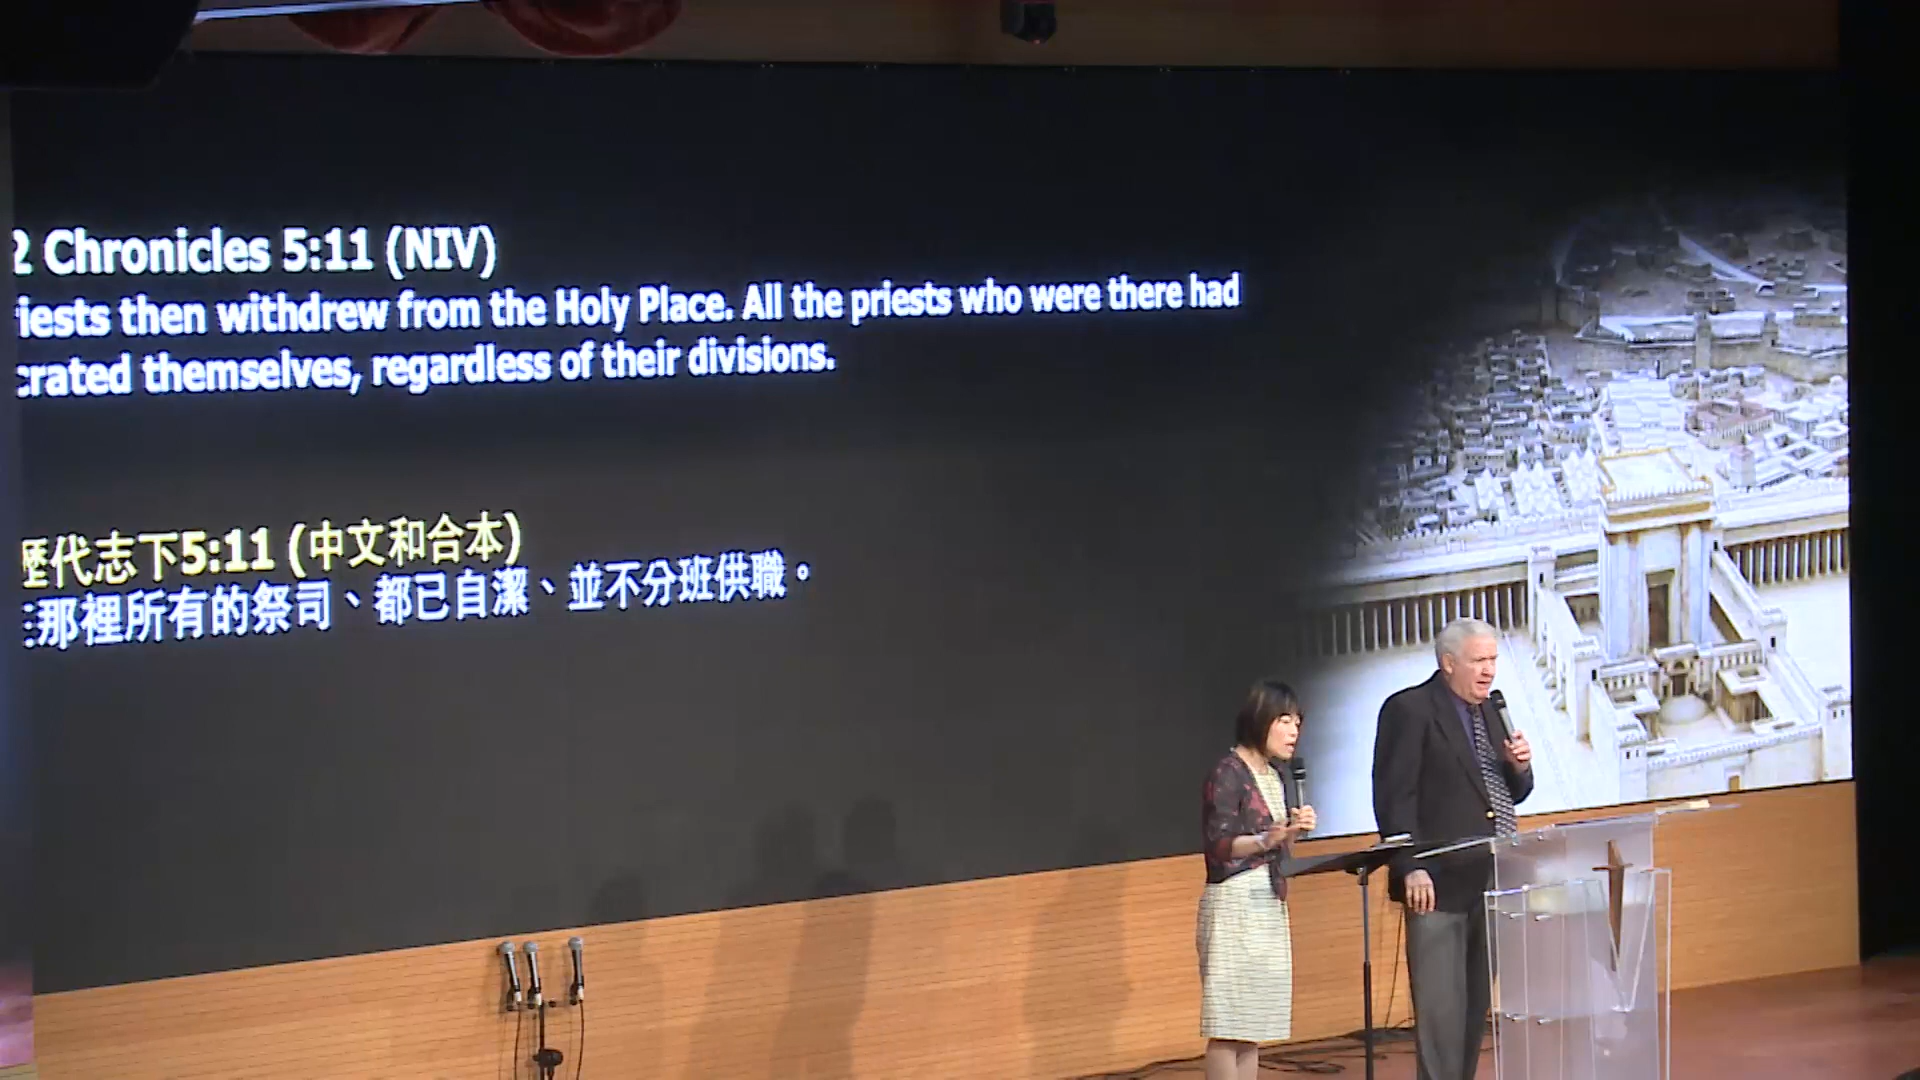 2 Chronicles 5:11 (NIV)
then withdrew from the Holy Place. All the priests who were there had
themselves, regardless of their divisions.
歷代志下5:11 (中文和合本)
那裡所有的祭司、都已自潔、並不分班供職。